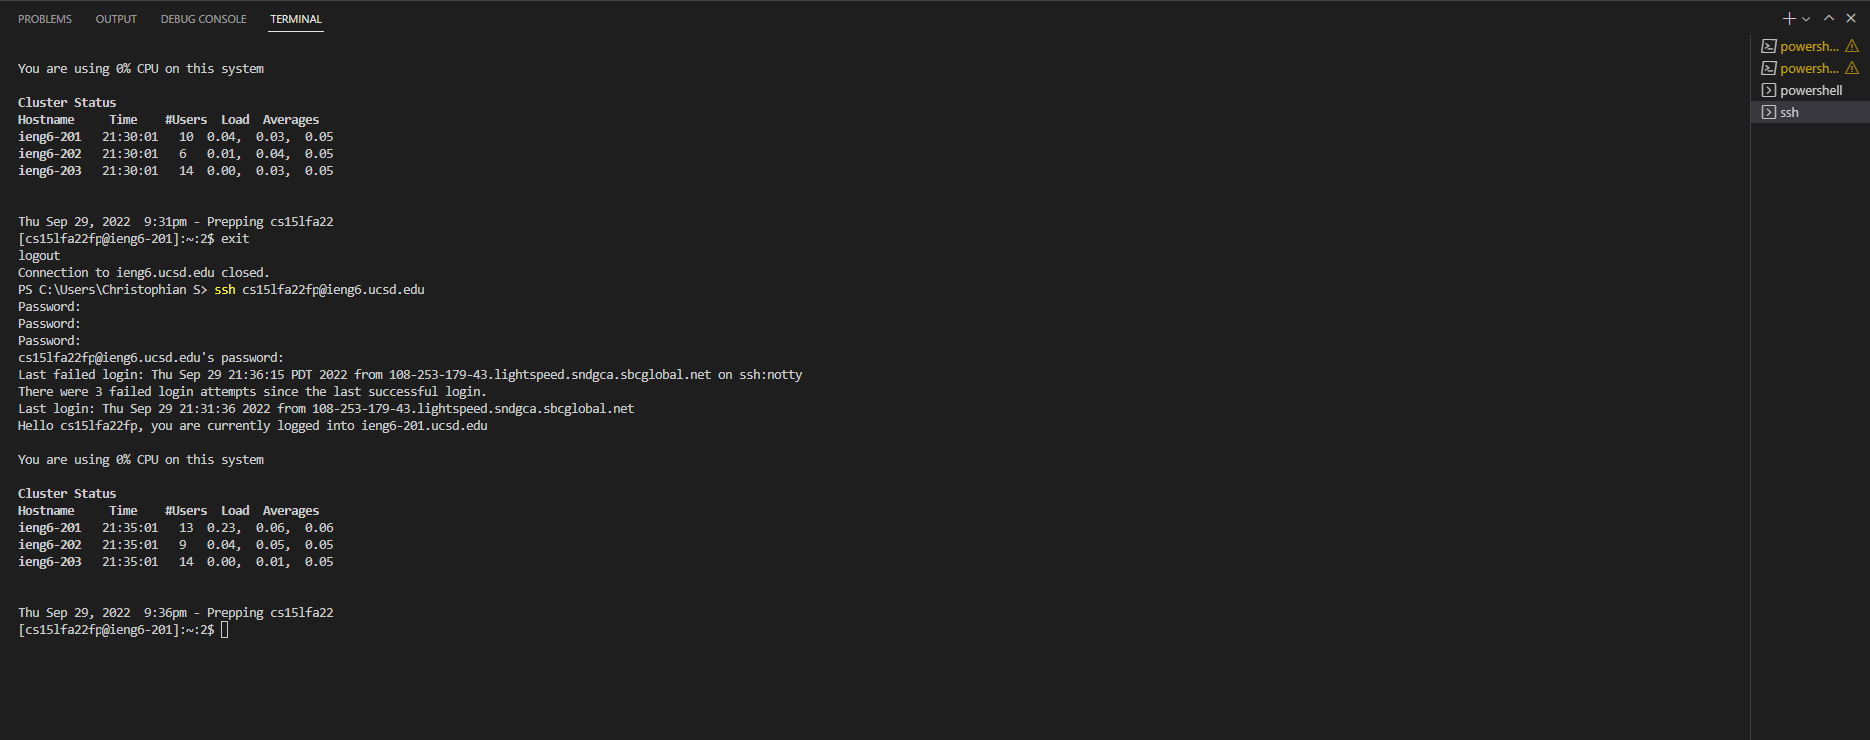 PROBLEMS OUTPUT DEBUG CONSOLE TERMINAL
You are using 0% CPU on this system
Cluster Status
Hostname Time #Users Load Averages
ieng6-201 21:30:01 10 0.04, 0.03, 0.05
ieng6-202 21:30:01 6 0.01, 0.04, 0.05
ieng6-203 21:30:01 14 0.00, 0.03, 0.05
Thu Sep 29, 2022 9:31pm - Prepping cs15lfa22
[cs15lfa22fp@ieng6-201]:~:2$ exit
logout
Connection to ieng6.ucsd.edu closed.
PS C:\Users\Christophian S> ssh cs15lfa22fp@ieng6.ucsd.edu
Password:
Password:
Password:
cs15lfa22fp@ieng6.ucsd.edu's password:
Last failed login: Thu Sep 29 21:36:15 PDT 2022 from 108-253-179-43.lightspeed.sndgca.sbcglobal.net on ssh:notty
There were 3 failed login attempts since the last successful login.
Last login: Thu Sep 29 21:31:36 2022 from 108-253-179-43.lightspeed.sndgca.sbcglobal.net
Hello cs15lfa22fp, you are currently logged into ieng6-201.ucsd.edu
You are using 0% CPU on this system
Cluster Status
Hostname Time #Users Load Averages
ieng6-201 21:35:01 13 0.23, 0.06, 0.06
ieng6-202 21:35:01 9 0.04, 0.05, 0.05
ieng6-203 21:35:01 14 0.00, 0.01, 0.05
Thu Sep 29, 2022 9:36pm - Prepping cs15lfa22
[cs15lfa22fp@ieng6-201]:~:2$
powersh...
powersh...
powershell
ssh